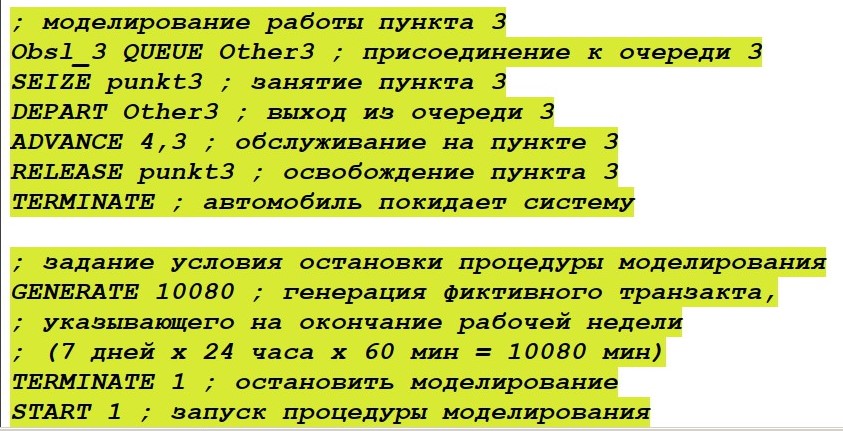 ; моделирование работы пункта 3
Obsl_3 QUEUE Other3 ; присоединение к очереди 3
SEIZE punkt3 ; занятие пункта 3
DEPART Other3 ; выход из очереди 3
ADVANCE 4,3 ; обслуживание на пункте 3
RELEASE punkt3 ; освобождение пункта 3
TERMINATE ; автомобиль покидает систему
; задание условия остановки процедуры моделирования
GENERATE 10080 ; генерация фиктивного транзакта,
; указывающего на окончание рабочей недели
; (7 дней х 24 часа х 60 мин = 10080 мин)
TERMINATE 1 ; остановить моделирование
START 1 ; запуск процедуры моделирования